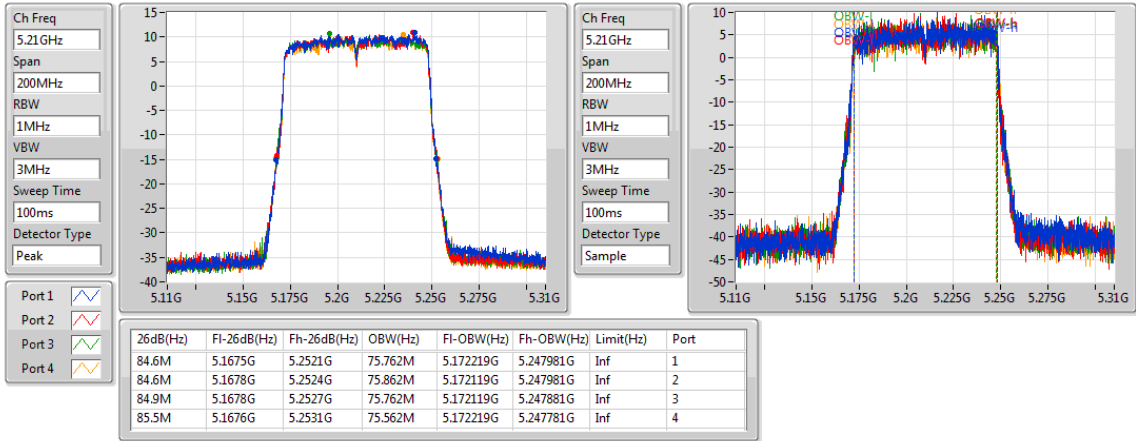 Ch Freq
5.21GHz
Span
200MHz
RBW
1MHz
VBW
3MHz
Sweep Time
100ms
Detector Type
Peak
Port 1
Port 2
Port 3
Port 4
15
10
5
0
-5
-10
-15
-20
-25
-30
-35
-40
5.11G 5.15G 5.175G 5.2G 5.225G 5.25G 5.31G
Ch Freq
5.21GHz
Span
200MHz
RBW
1MHz
VBW
3MHz
Sweep Time
100ms
Detector Type
Sample
10
5
0
-5
-10
-15
-20
-25
-30
-35
-40
-45
-50
5.11G 5.15G 5.175G 5.2G 5.225G 5.25G 5.275G 5.31G
26dB(Hz) Fl-26dB(Hz) Fh-26dB(Hz) OBW(Hz) Fl-OBW(Hz) Fh-OBW(Hz) Limit(Hz) Port
84.6M 5.1675G 5.2521G 75.762M 5.172219G 5.247981G Inf 1
84.6M 5.1678G 5.2524G 75.862M 5.172119G 5.247981G Inf 2
84.9M 5.1678G 5.2527G 75.762M 5.172119G 5.247881G Inf 3
85.5M 5.1676G 5.2531G 75.562M 5.172219G 5.247781G Inf 4